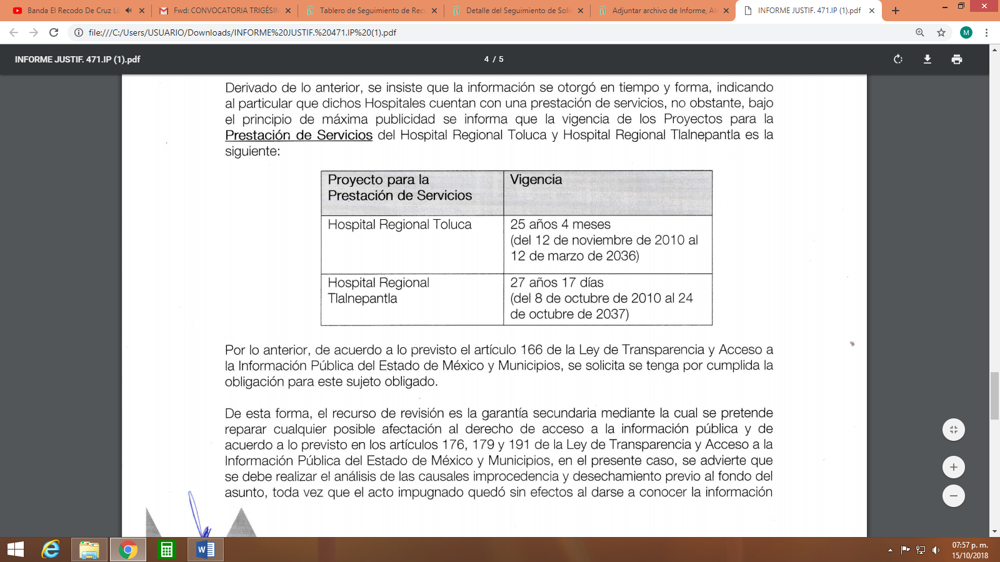 Banda El Recodo De Cruz Li
Fwd: CONVOCATORIA TRIGÉSIM
Tablero de Seguimiento de Recu
Detalle del Seguimiento de Soli
Adjuntar archivo de Informe, Al
INFORME JUSTIF. 471.IP (1).pdf
file:///C:/Users/USUARIO/Downloads/INFORME%20JUSTIF.%20471.IP%20(1).pdf
M
INFORME JUSTIF. 471.IP (1).pdf
4 / 5
Derivado de lo anterior, se insiste que la información se otorgó en tiempo y forma, indicando
al particular que dichos Hospitales cuentan con una prestación de servicios, no obstante, bajo
el principio de máxima publicidad se informa que la vigencia de los Proyectos para la
Prestación de Servicios del Hospital Regional Toluca y Hospital Regional Tlalnepantla es la
siguiente:
Proyecto para la
Prestación de Servicios
Vigencia
Hospital Regional Toluca
25 años 4 meses
(del 12 de noviembre de 2010 al
12 de marzo de 2036)
Hospital Regional
Tlalnepantla
27 años 17 días
(del 8 de octubre de 2010 al 24
de octubre de 2037)
Por lo anterior, de acuerdo a lo previsto el artículo 166 de la Ley de Transparencia y Acceso a
la Información Pública del Estado de México y Municipios, se solicita se tenga por cumplida la
obligación para este sujeto obligado.
De esta forma, el recurso de revisión es la garantía secundaria mediante la cual se pretende
reparar cualquier posible afectación al derecho de acceso a la información pública y de
acuerdo a lo previsto en los artículos 176, 179 y 191 de la Ley de Transparencia y Acceso a la
Información Pública del Estado de México y Municipios, en el presente caso, se advierte que
se debe realizar el análisis de las causales improcedencia y desechamiento previo al fondo del
asunto, toda vez que el acto impugnado quedó sin efectos al darse a conocer la información
07:57 p. m.
15/10/2018